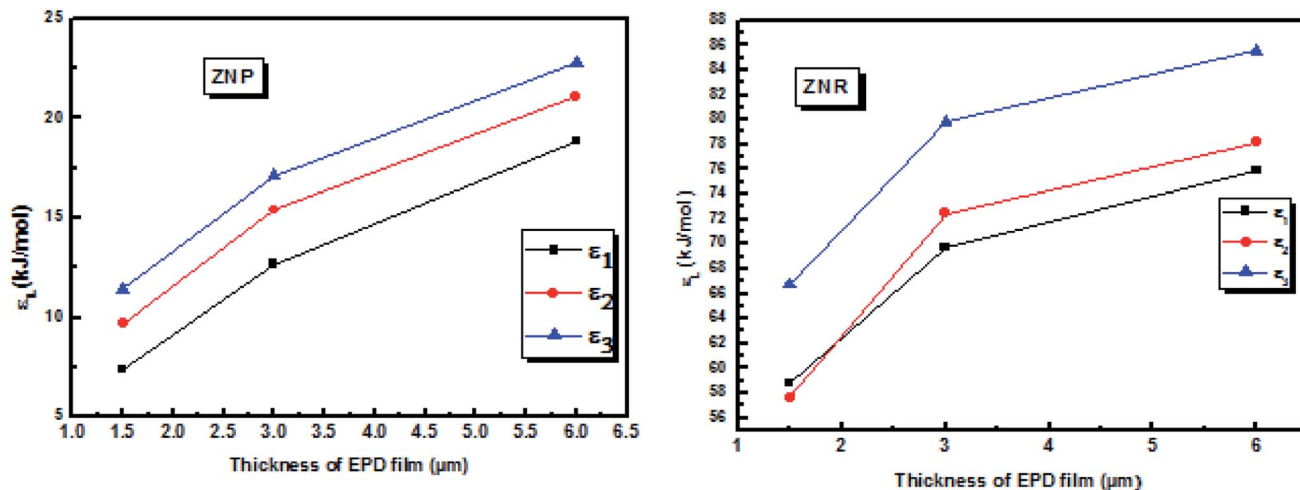 25
20
15
10
5
ZNP
ε₁
ε₂
ε₃
εL(kJ/mol)
1.0 1.5 2.0 2.5 3.0 3.5 4.0 4.5 5.0 5.5 6.0 6.5
Thickness of EPD film (µm)
88
86
84
82
80
78
76
74
72
70
68
66
64
62
60
58
56
ZNR
ε₁
ε₂
ε₃
εL (kJ/mol)
1 2 3 4 5 6
Thickness of EPD film (µm)